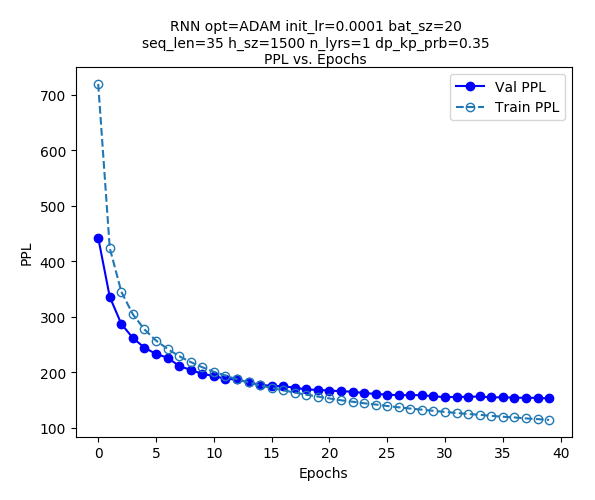 RNN opt=ADAM init_lr=0.0001 bat_sz=20
seq_len=35 h_sz=1500 n_lyrs=1 dp_kp_prb=0.35
PPL vs. Epochs
Val PPL
Train PPL
PPL
700
600
500
400
300
200
100
0 5 10 15 20 25 30 35 40
Epochs